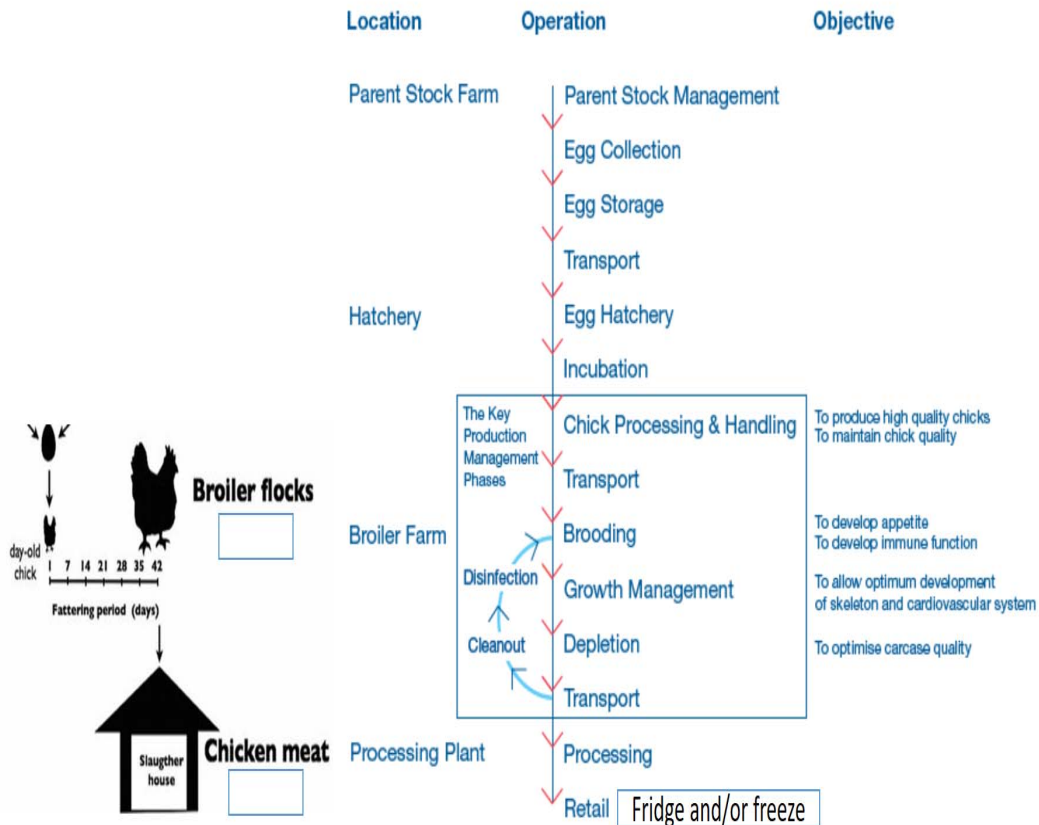 Location Operation Objective
Parent Stock Farm Parent Stock Management
Egg Collection
Egg Storage
Transport
Hatchery Egg Hatchery
Incubation
The Key
Production
Management
Phases
Chick Processing & Handling
To produce high quality chicks
To maintain chick quality
Transport
Broiler Farm Brooding
To develop appetite
To develop immune function
Disinfection
Growth Management
To allow optimum development
of skeleton and cardiovascular system
Cleanout
Depletion
To optimise carcase quality
Transport
Processing Plant Processing
Retail Fridge and/or freeze
Broiler flocks
day-old
chick
1 7 14 21 28 35 42
Fattering period (days)
Slaugther
house
Chicken meat